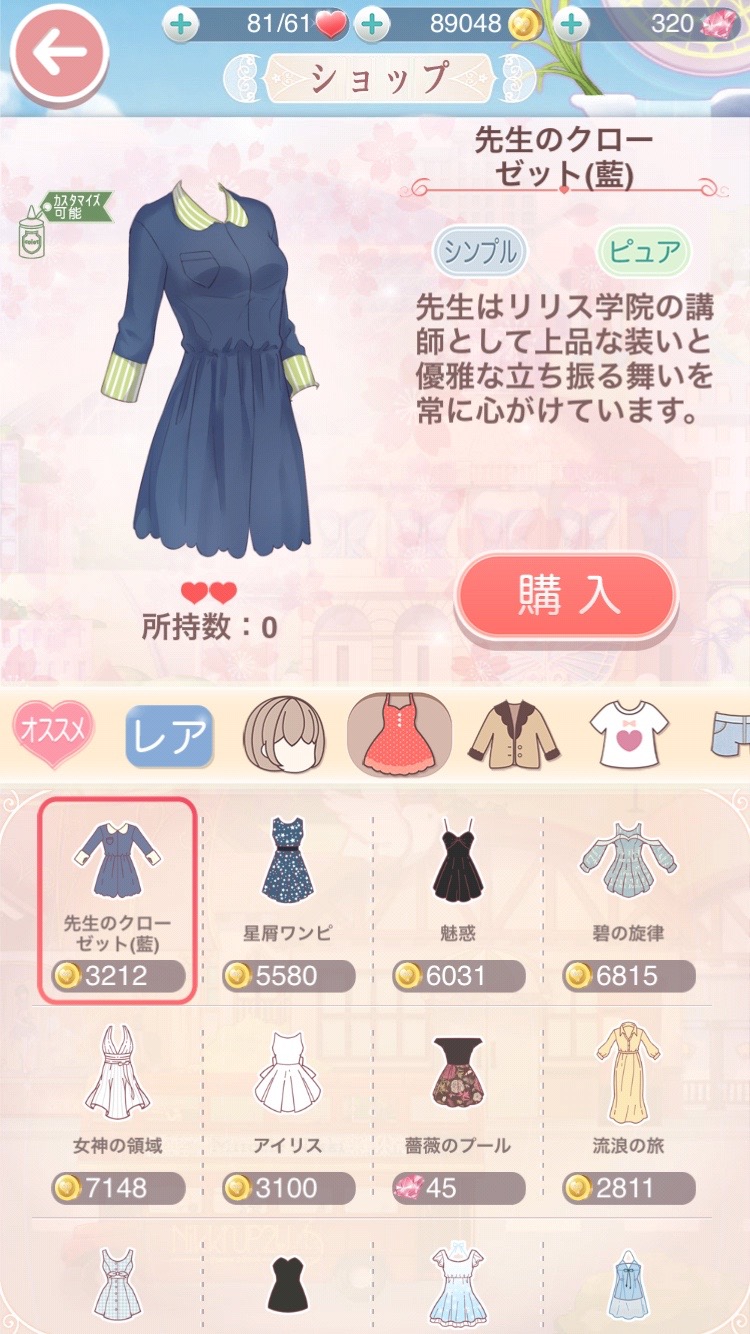 81/61
89048
320
ショップ
先生のクロー
ゼット(藍)
カスタマイズ
可能
シンプル
ピュア
先生はリリス学院の講
師として上品な装いと
優雅な立ち振る舞いを
常に心がけています。
所持数：0
購入
オススメ
レア
先生のクロー
ゼット(藍)
星屑ワンピ
魅惑
碧の旋律
3212
5580
6031
6815
女神の領域
アイリス
薔薇のプール
流浪の旅
7148
3100
45
2811